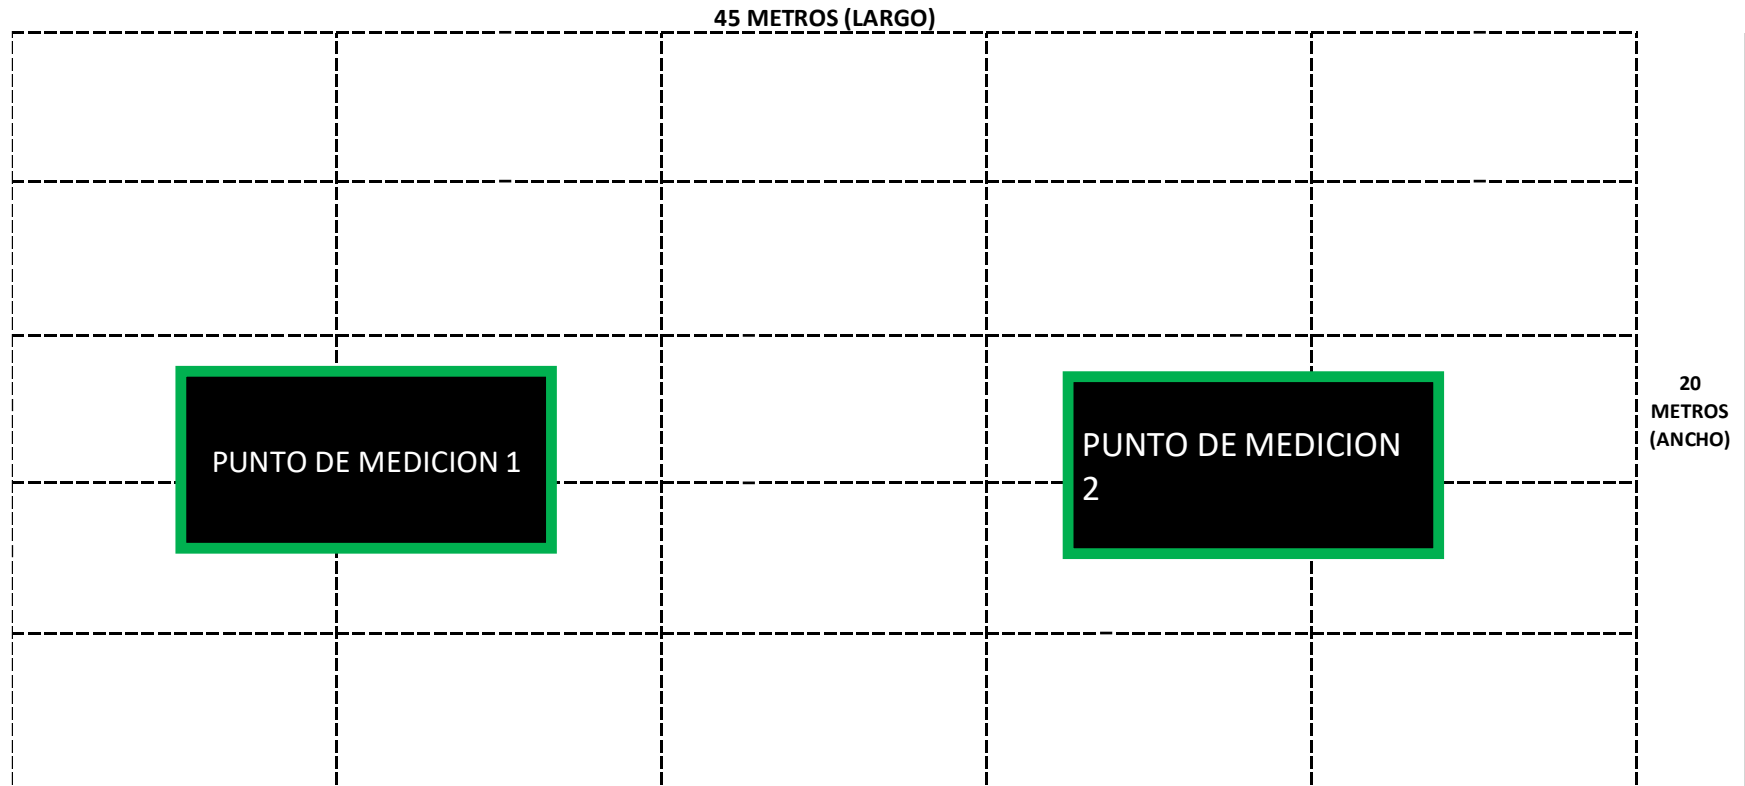 45 METROS (LARGO)
PUNTO DE MEDICION 1
PUNTO DE MEDICION
2
20
METROS
(ANCHO)